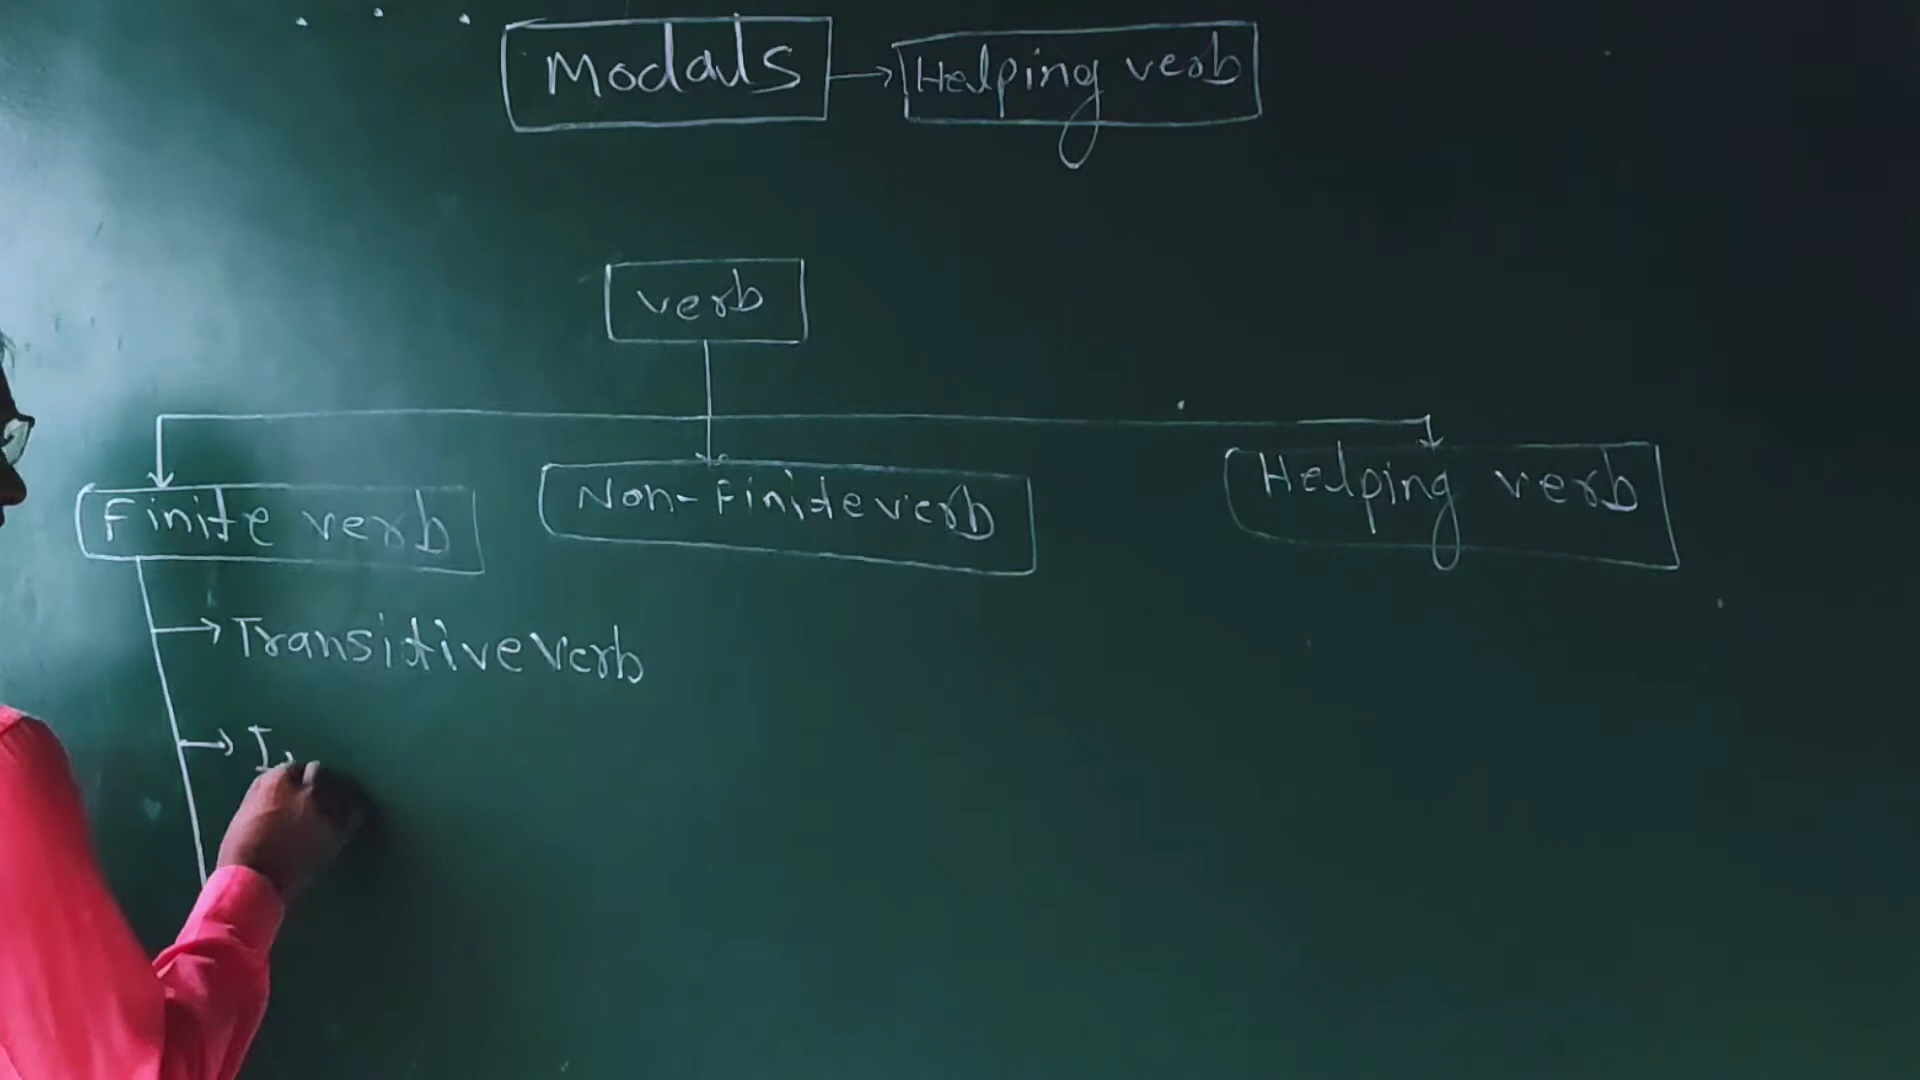 Modals → Helping verb
verb
Finite verb Non-Finite verb Helping verb
→ Transitive verb
→ I